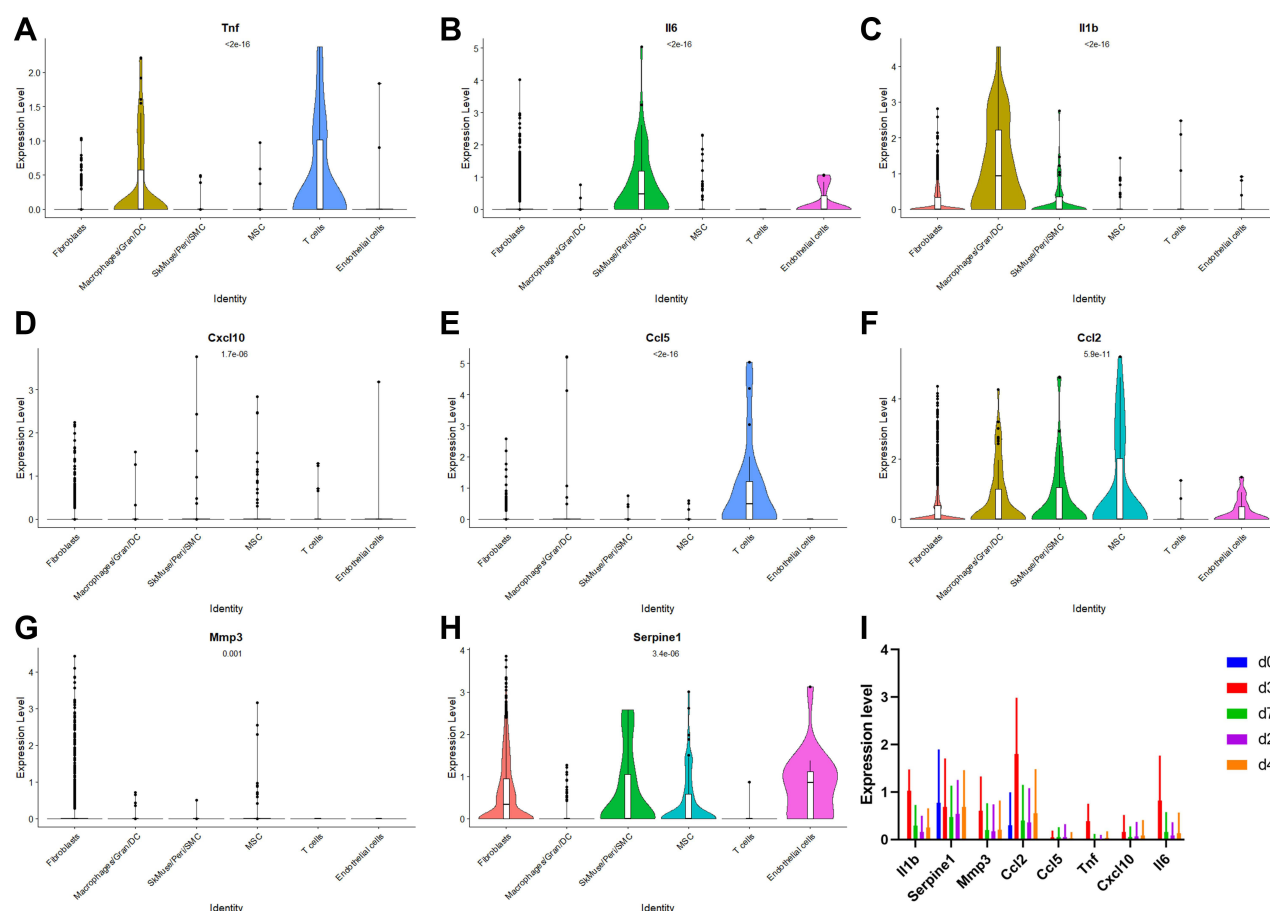 A
Tnf
<2e-16
Expression Level
2.0
1.5
1.0
0.5
0.0
Fibroblasts
Macrophages/Gran/DC
SkMuse/Peri/SMC
MSC
T cells
Endothelial cells
Identity
B
Il6
<2e-16
Expression Level
5
4
3
2
1
0
Fibroblasts
Macrophages/Gran/DC
SkMuse/Peri/SMC
MSC
T cells
Endothelial cells
Identity
C
Il1b
<2e-16
Expression Level
4
3
2
1
0
Fibroblasts
Macrophages/Gran/DC
SkMuse/Peri/SMC
MSC
T cells
Endothelial cells
Identity
D
Cxcl10
1.7e-06
Expression Level
3
2
1
0
Fibroblasts
Macrophages/Gran/DC
SkMuse/Peri/SMC
MSC
T cells
Endothelial cells
Identity
E
Ccl5
<2e-16
Expression Level
5
4
3
2
1
0
Fibroblasts
Macrophages/Gran/DC
SkMuse/Peri/SMC
MSC
T cells
Endothelial cells
Identity
F
Ccl2
5.9e-11
Expression Level
4
2
0
Fibroblasts
Macrophages/Gran/DC
SkMuse/Peri/SMC
MSC
T cells
Endothelial cells
Identity
G
Mmp3
0.001
Expression Level
4
3
2
1
0
Fibroblasts
Macrophages/Gran/DC
SkMuse/Peri/SMC
MSC
T cells
Endothelial cells
Identity
H
Serpine1
3.4e-06
Expression Level
4
3
2
1
0
Fibroblasts
Macrophages/Gran/DC
SkMuse/Peri/SMC
MSC
T cells
Endothelial cells
Identity
I
Expression level
4
3
2
1
0
Il1b
Serpine1
Mmp3
Ccl2
Ccl5
Tnf
Cxcl10
Il6
d0
d3
d7
d2
d4